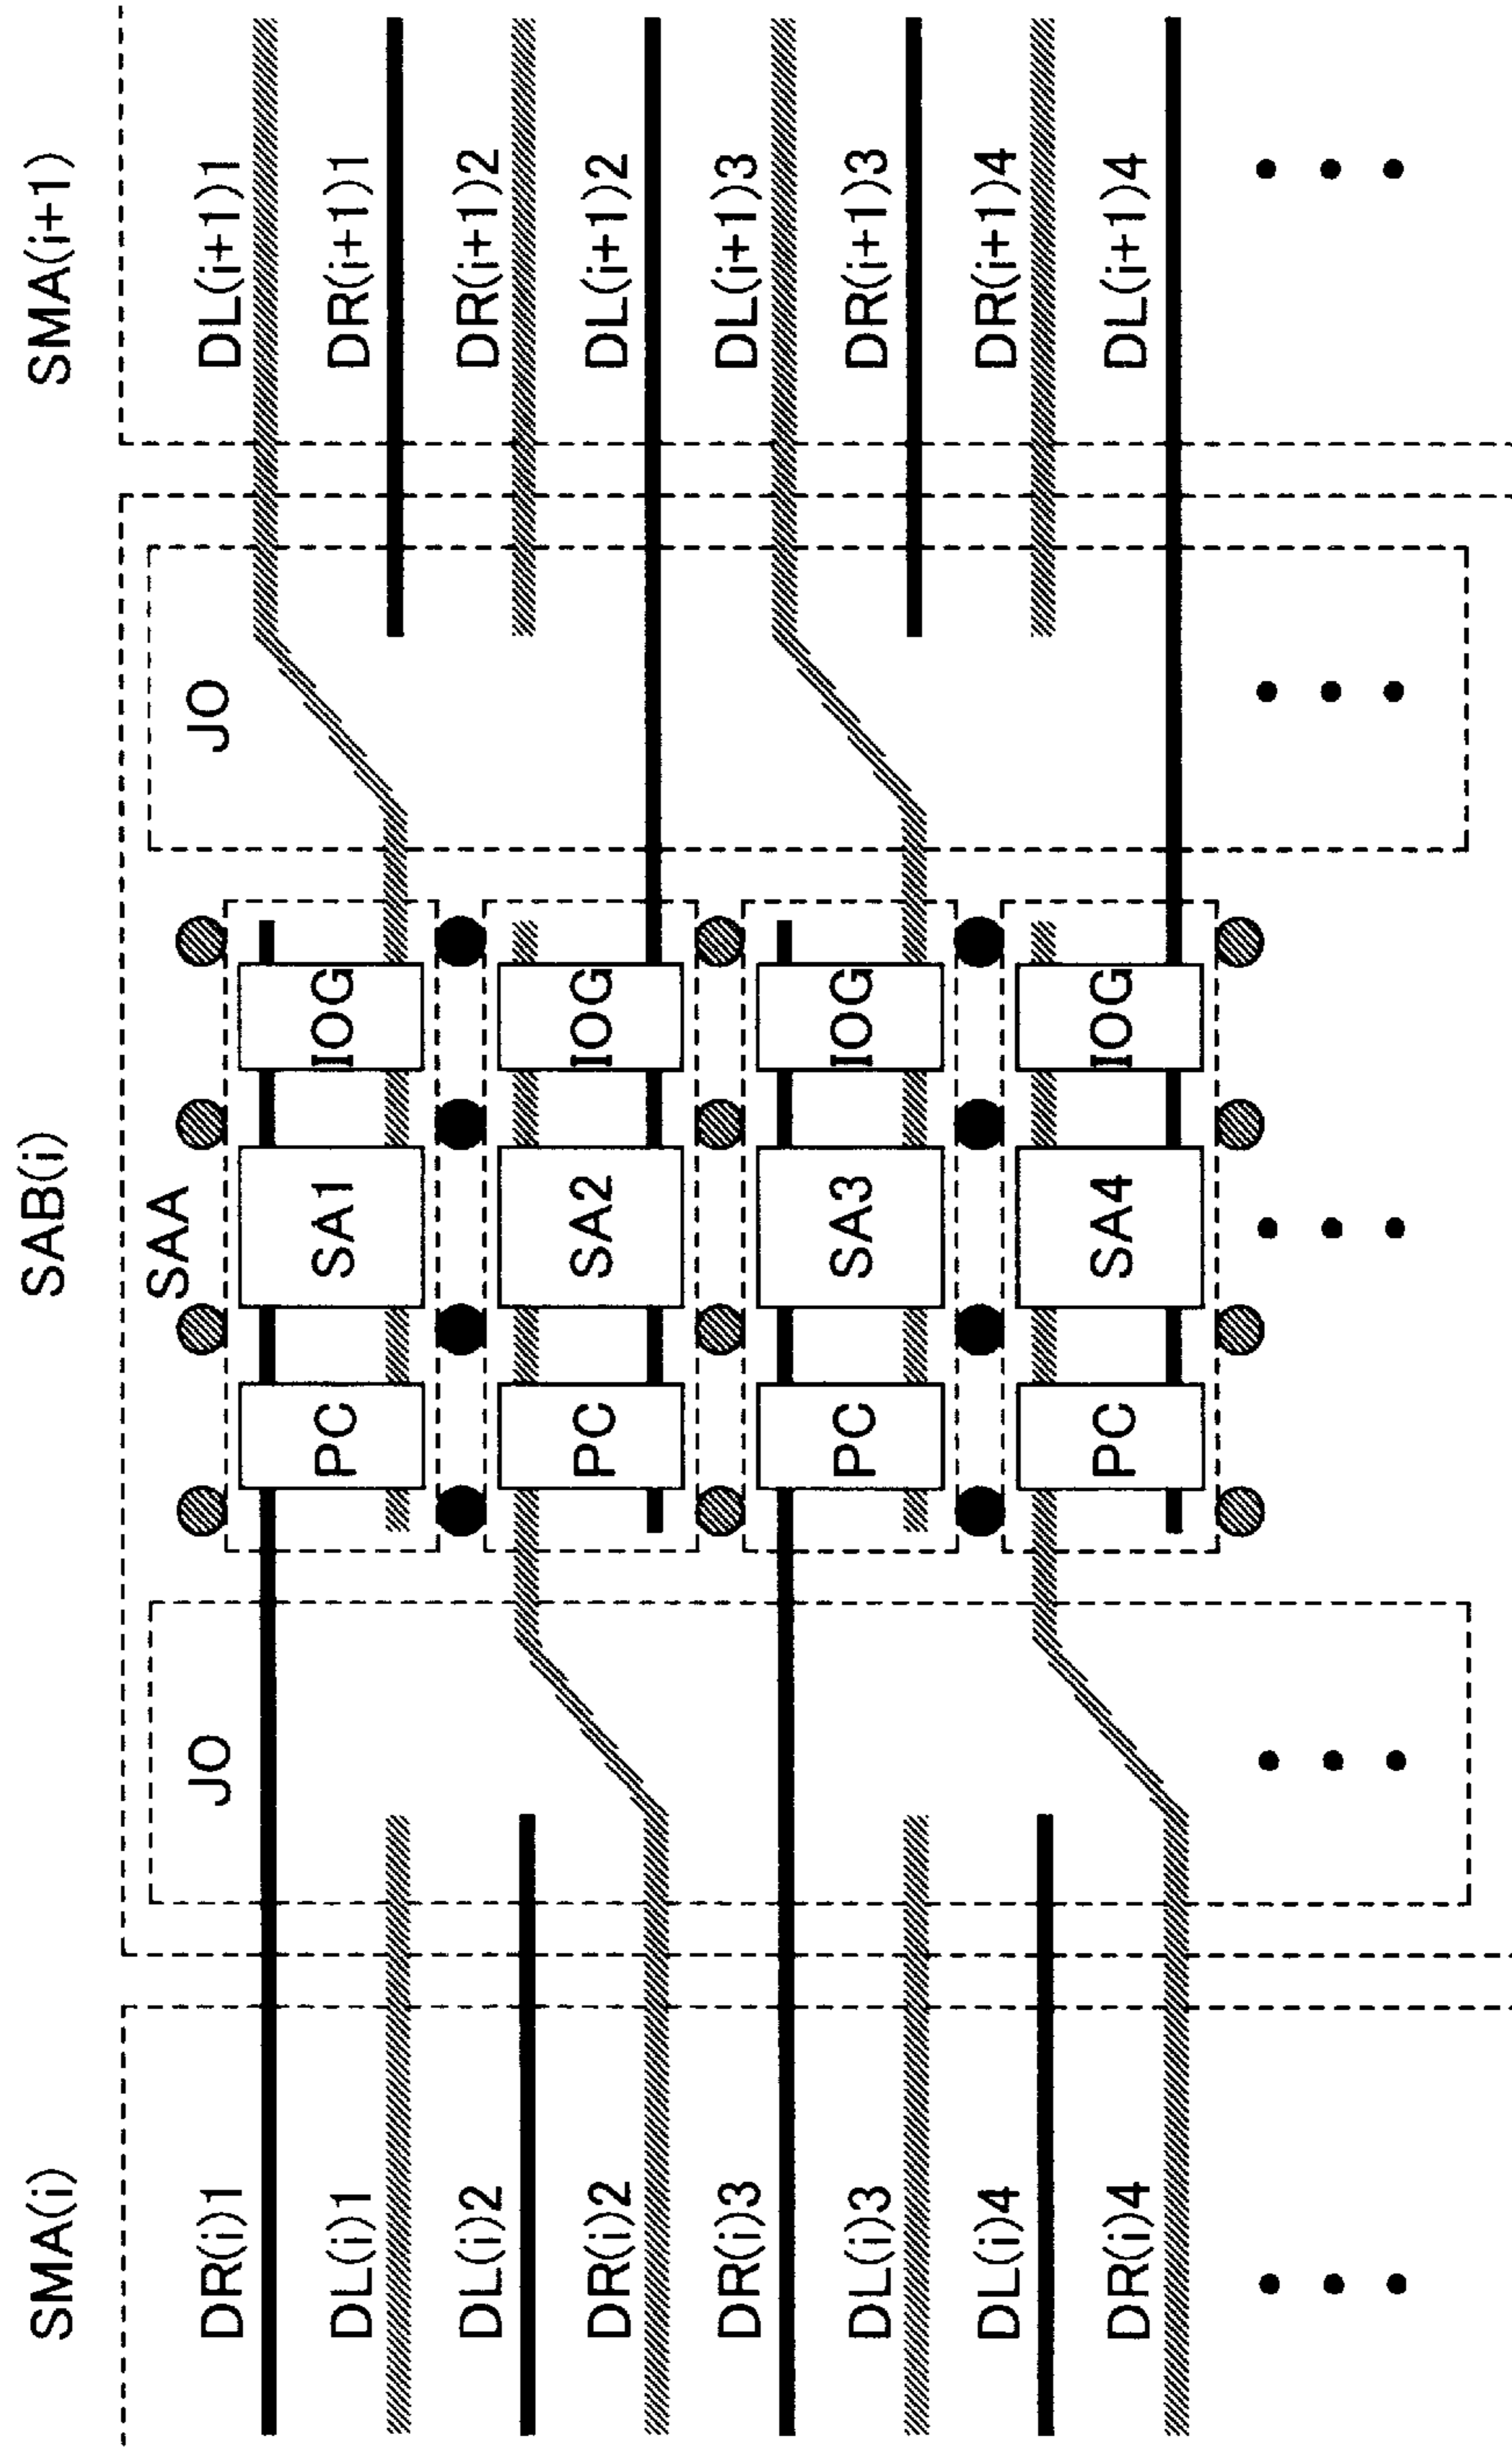 SMA(i)
SAB(i)
SMA(i+1)
SAA
JO
JO
DR(i)1
DL(i)1
DL(i)2
DR(i)2
DR(i)3
DL(i)3
DL(i)4
DR(i)4
PC
SA1
IOG
PC
SA2
IOG
PC
SA3
IOG
PC
SA4
IOG
DL(i+1)1
DR(i+1)1
DR(i+1)2
DL(i+1)2
DL(i+1)3
DR(i+1)3
DR(i+1)4
DL(i+1)4